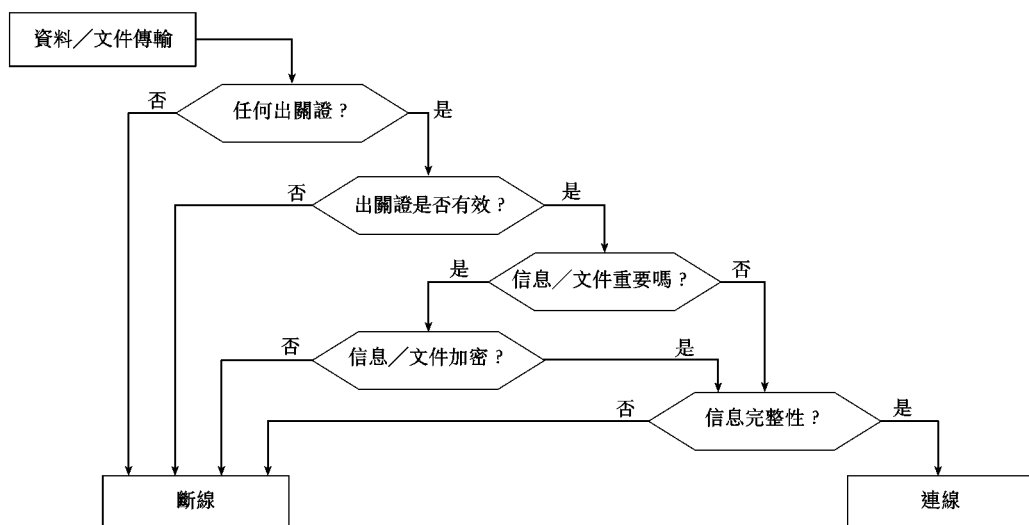 資料／文件傳輸
否
任何出關證？
是
否
出關證是否有效？
是
是
信息／文件重要嗎？
否
否
信息／文件加密？
是
否
信息完整性？
是
斷線
連線